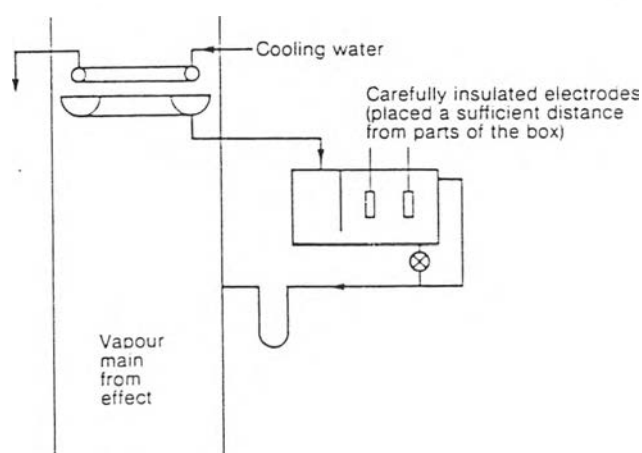 Cooling water
Carefully insulated electrodes
(placed a sufficient distance
from parts of the box)
Vapour
main
from
effect